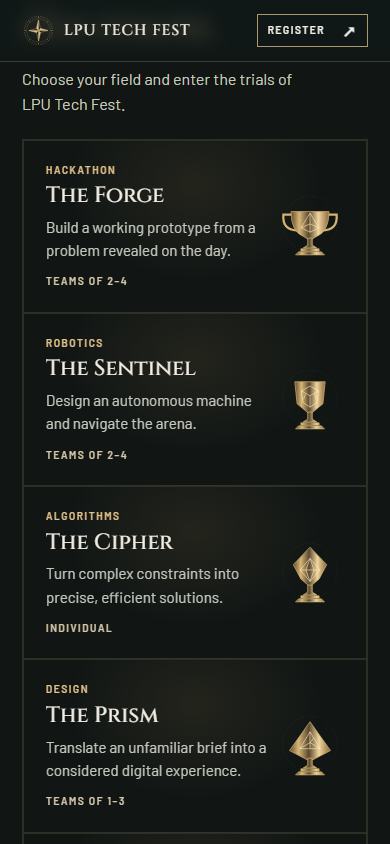 LPU TECH FEST
REGISTER
Choose your field and enter the trials of
LPU Tech Fest.
HACKATHON
The Forge
Build a working prototype from a
problem revealed on the day.
TEAMS OF 2–4
ROBOTICS
The Sentinel
Design an autonomous machine
and navigate the arena.
TEAMS OF 2–4
ALGORITHMS
The Cipher
Turn complex constraints into
precise, efficient solutions.
INDIVIDUAL
DESIGN
The Prism
Translate an unfamiliar brief into a
considered digital experience.
TEAMS OF 1–3